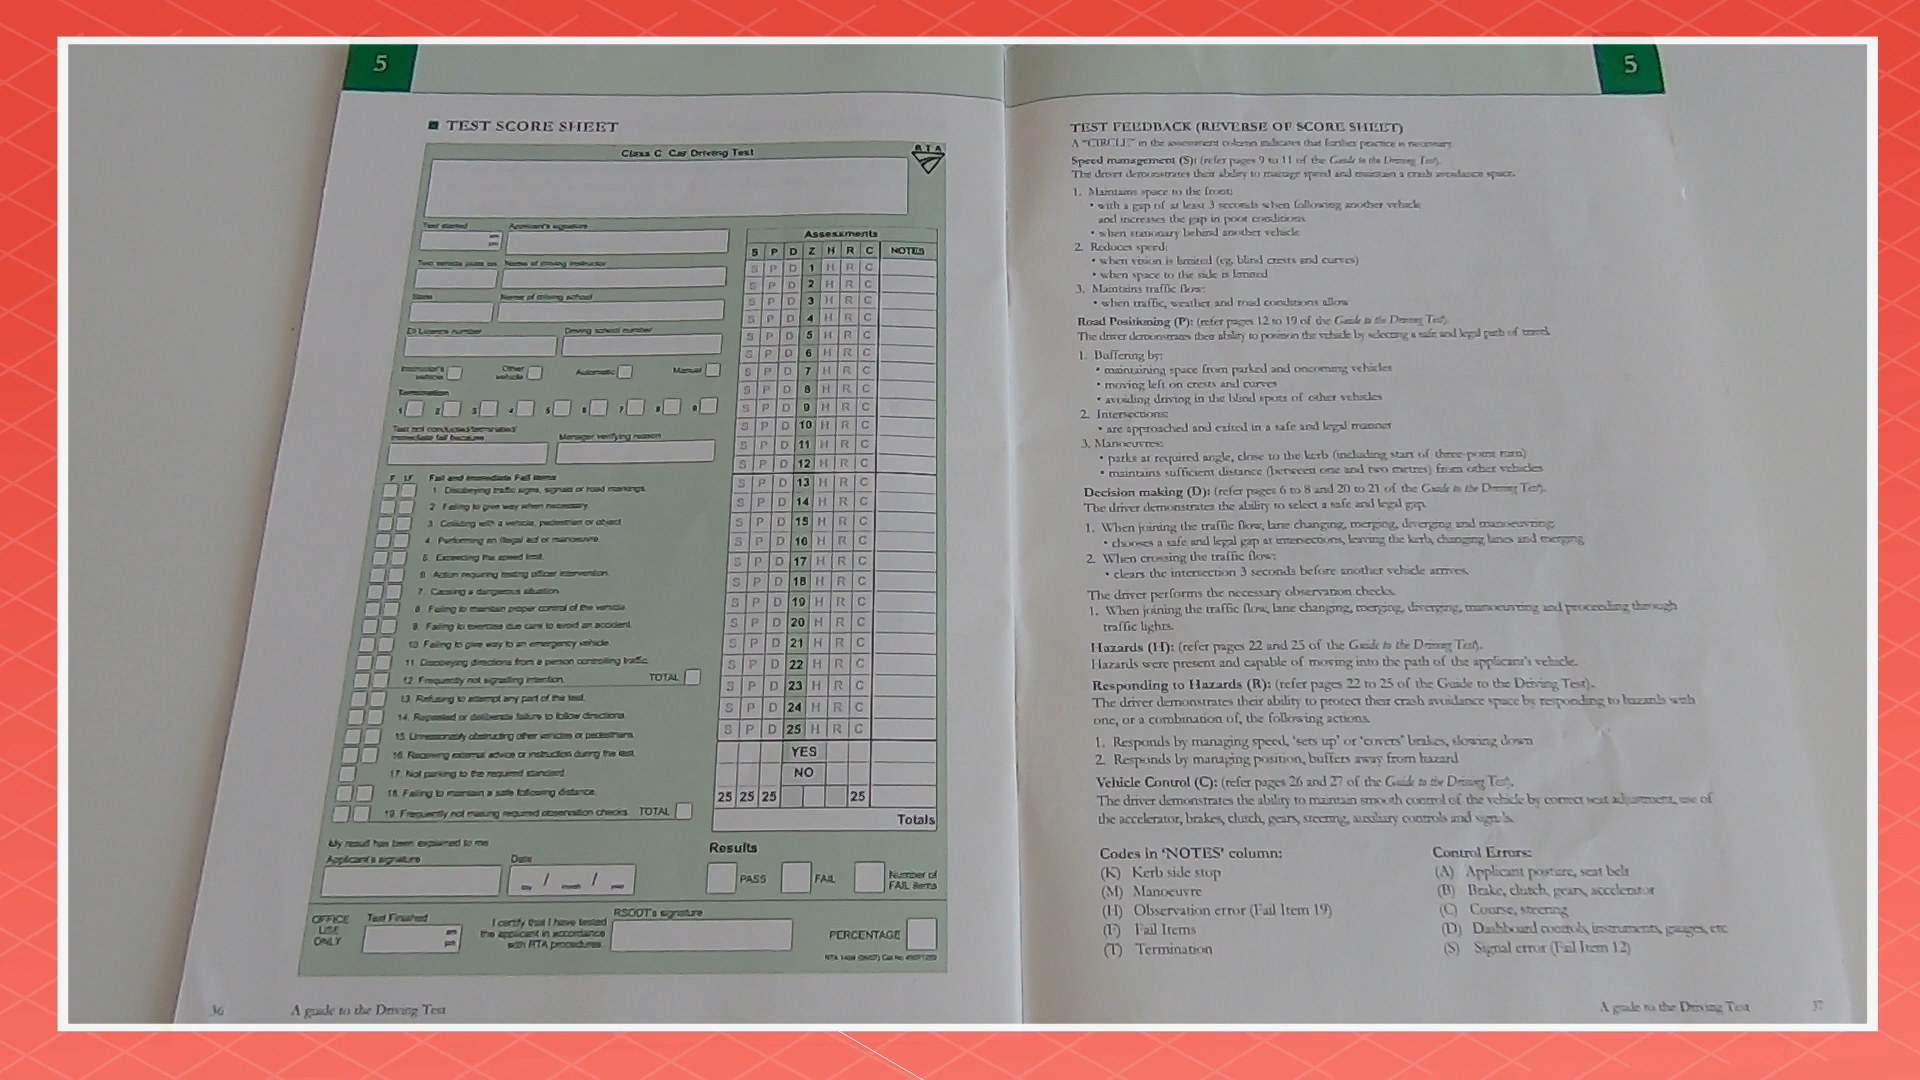 5
■ TEST SCORE SHEET
Class C Car Driving Test
RTA
Test started
am
pm
Applicant's signature
Name of driving instructor
State
Name of driving school
DI Licence number
Driving school number
Instructor's vehicle
Other vehicle
Automatic
Manual
Termination
1 2 3 4 5 6 7 8 9
Test not conducted/terminated/
immediate fail because
Manager verifying reason
F IF Fail and Immediate Fail items
1 Disobeying traffic signs, signals or road markings.
2 Failing to give way when necessary.
3 Colliding with a vehicle, pedestrian or object.
4. Performing an illegal act or manoeuvre.
5 Exceeding the speed limit.
6 Action requiring testing officer intervention.
7. Causing a dangerous situation.
8 Failing to maintain proper control of the vehicle.
9. Failing to exercise due care to avoid an accident.
10. Failing to give way to an emergency vehicle.
11 Disobeying directions from a person controlling traffic.
12. Frequently not signalling intention. TOTAL
13. Refusing to attempt any part of the test.
14. Repeated or deliberate failure to follow directions.
15. Unreasonably obstructing other vehicles or pedestrians.
16. Receiving external advice or instruction during the test.
17. Not parking to the required standard.
18. Failing to maintain a safe following distance.
19. Frequently not making required observation checks. TOTAL
My result has been explained to me
Applicant's signature
Date
day / month / year
Assessments
S P D Z H R C NOTES
S P D 1 H R C
S P D 2 H R C
S P D 3 H R C
S P D 4 H R C
S P D 5 H R C
S P D 6 H R C
S P D 7 H R C
S P D 8 H R C
S P D 9 H R C
S P D 10 H R C
S P D 11 H R C
S P D 12 H R C
S P D 13 H R C
S P D 14 H R C
S P D 15 H R C
S P D 16 H R C
S P D 17 H R C
S P D 18 H R C
S P D 19 H R C
S P D 20 H R C
S P D 21 H R C
S P D 22 H R C
S P D 23 H R C
S P D 24 H R C
S P D 25 H R C
YES
NO
25 25 25 25
Totals
Results
PASS FAIL Number of FAIL items
OFFICE USE ONLY
Test Finished
am
pm
I certify that I have tested
the applicant in accordance
with RTA procedures
RSOOT's signature
PERCENTAGE
36 A guide to the Driving Test
5
TEST FEEDBACK (REVERSE OF SCORE SHEET)
A "CIRCLE" in the assessment column indicates that further practice is necessary.
Speed management (S): (refer pages 9 to 11 of the Guide to the Driving Test).
The driver demonstrates their ability to manage speed and maintain a crash avoidance space.
1. Maintains space to the front:
• with a gap of at least 3 seconds when following another vehicle
and increases the gap in poor conditions
• when stationary behind another vehicle
2. Reduces speed:
• when vision is limited (eg, blind crests and curves)
• when space to the side is limited
3. Maintains traffic flow:
• when traffic, weather and road conditions allow
Road Positioning (P): (refer pages 12 to 19 of the Guide to the Driving Test).
The driver demonstrates their ability to position the vehicle by selecting a safe and legal path of travel.
1. Buffering by:
• maintaining space from parked and oncoming vehicles
• moving left on crests and curves
• avoiding driving in the blind spots of other vehicles
2. Intersections:
• are approached and exited in a safe and legal manner
3. Manoeuvres:
• parks at required angle, close to the kerb (including start of three-point turn)
• maintains sufficient distance (between one and two metres) from other vehicles
Decision making (D): (refer pages 6 to 8 and 20 to 21 of the Guide to the Driving Test).
The driver demonstrates the ability to select a safe and legal gap.
1. When joining the traffic flow, lane changing, merging, diverging and manoeuvring:
• chooses a safe and legal gap at intersections, leaving the kerb, changing lanes and merging
2. When crossing the traffic flow:
• clears the intersection 3 seconds before another vehicle arrives.
The driver performs the necessary observation checks.
1. When joining the traffic flow, lane changing, merging, diverging, manoeuvring and proceeding through
traffic lights.
Hazards (H): (refer pages 22 and 25 of the Guide to the Driving Test).
Hazards were present and capable of moving into the path of the applicant's vehicle.
Responding to Hazards (R): (refer pages 22 to 25 of the Guide to the Driving Test).
The driver demonstrates their ability to protect their crash avoidance space by responding to hazards with
one, or a combination of, the following actions.
1. Responds by managing speed, 'sets up' or 'covers' brakes, slowing down
2. Responds by managing position, buffers away from hazard
Vehicle Control (C): (refer pages 26 and 27 of the Guide to the Driving Test).
The driver demonstrates the ability to maintain smooth control of the vehicle by correct seat adjustment, use of
the accelerator, brakes, clutch, gears, steering, auxiliary controls and signals.
Codes in 'NOTES' column:
(K) Kerb side stop
(M) Manoeuvre
(H) Observation error (Fail Item 19)
(F) Fail Items
(T) Termination
Control Errors:
(A) Applicant posture, seat belt
(B) Brake, clutch, gears, accelerator
(C) Course, steering
(D) Dashboard controls, instruments, gauges, etc
(S) Signal error (Fail Item 12)
A guide to the Driving Test 37